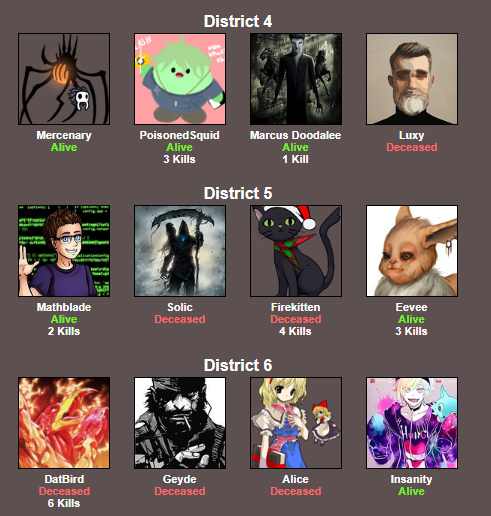 District 4
Mercenary
Alive
PoisonedSquid
Alive
3 Kills
Marcus Doodalee
Alive
1 Kill
Luxy
Deceased
District 5
Mathblade
Alive
2 Kills
Solic
Deceased
Firekitten
Deceased
4 Kills
Eevee
Alive
3 Kills
District 6
DatBird
Deceased
6 Kills
Geyde
Deceased
Alice
Deceased
Insanity
Alive